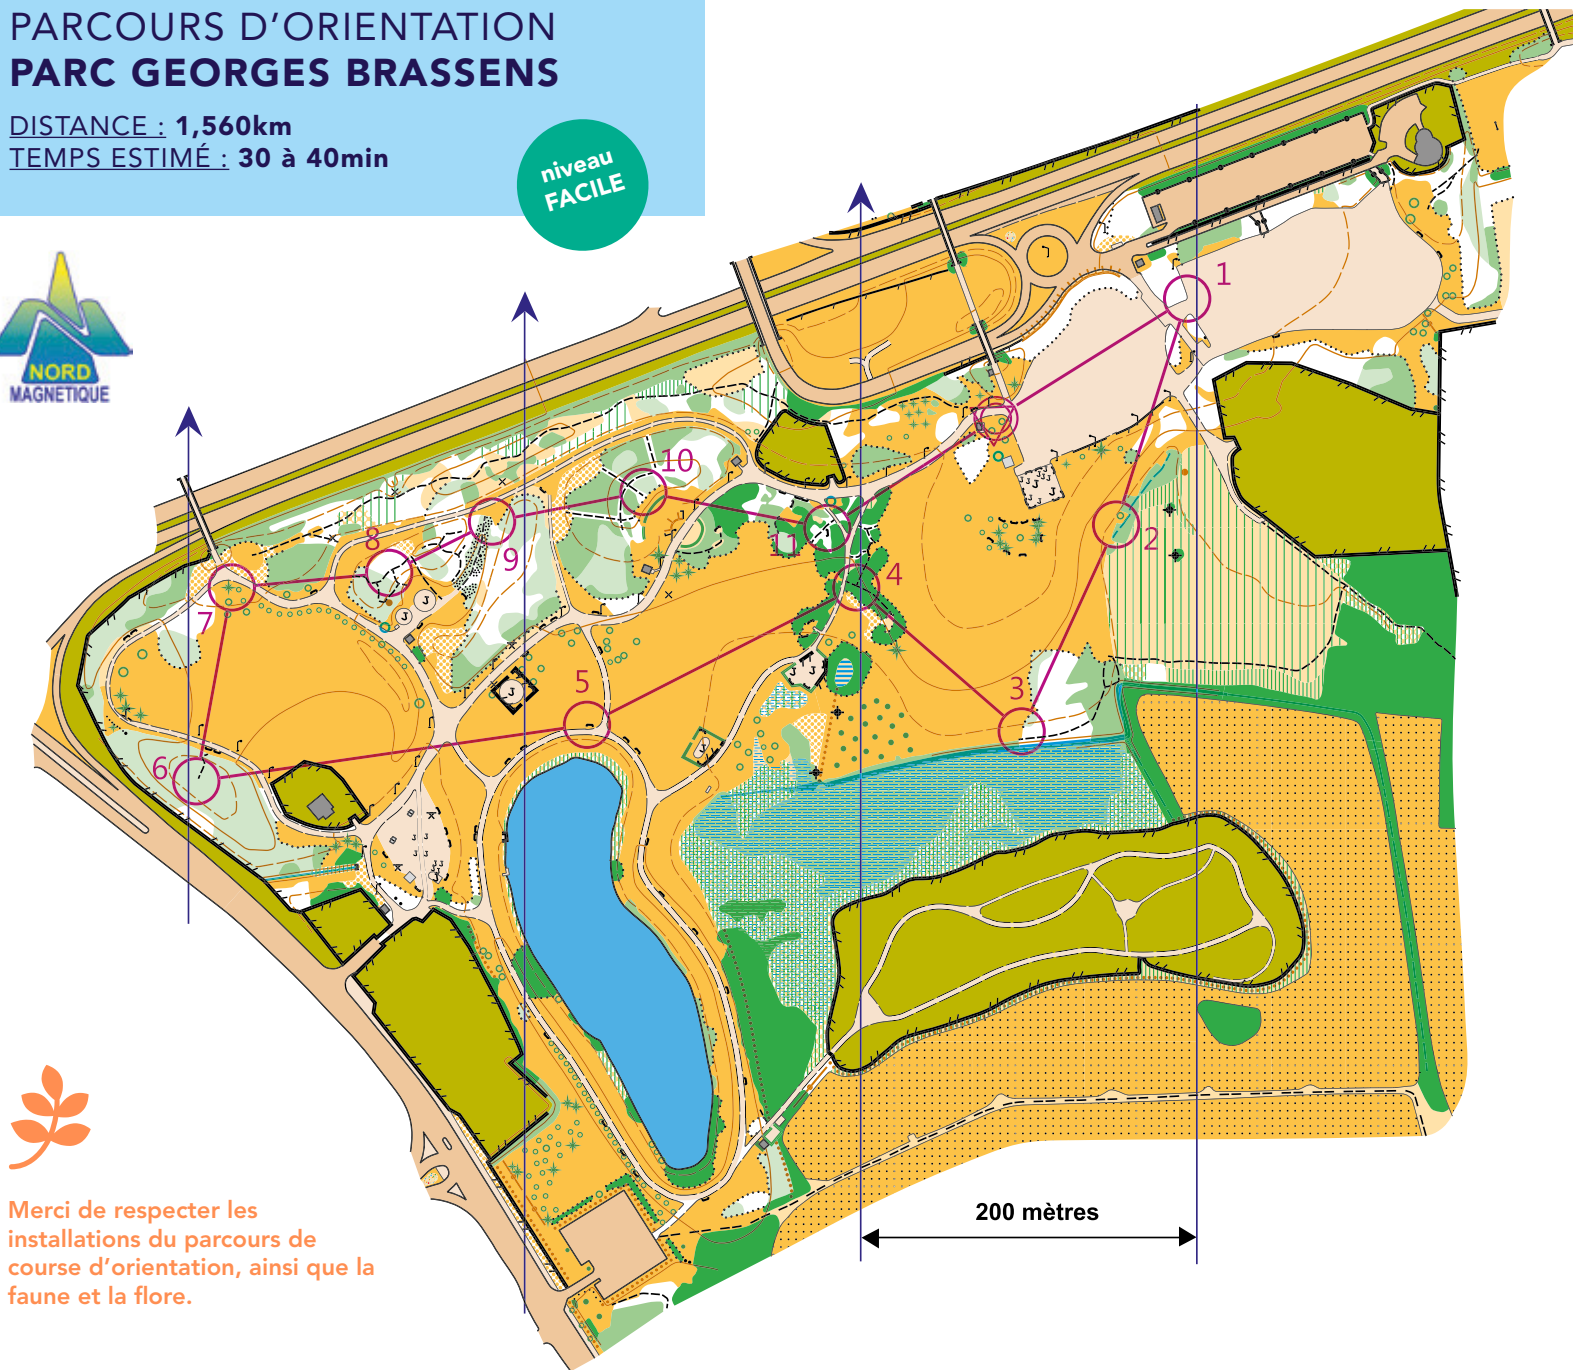 PARCOURS D’ORIENTATION
PARC GEORGES BRASSENS
DISTANCE : 1,560km
TEMPS ESTIMÉ : 30 à 40min
niveau
FACILE
NORD
MAGNETIQUE
1
10
8
9
11
2
4
7
5
3
6
200 mètres
Merci de respecter les
installations du parcours de
course d’orientation, ainsi que la
faune et la flore.